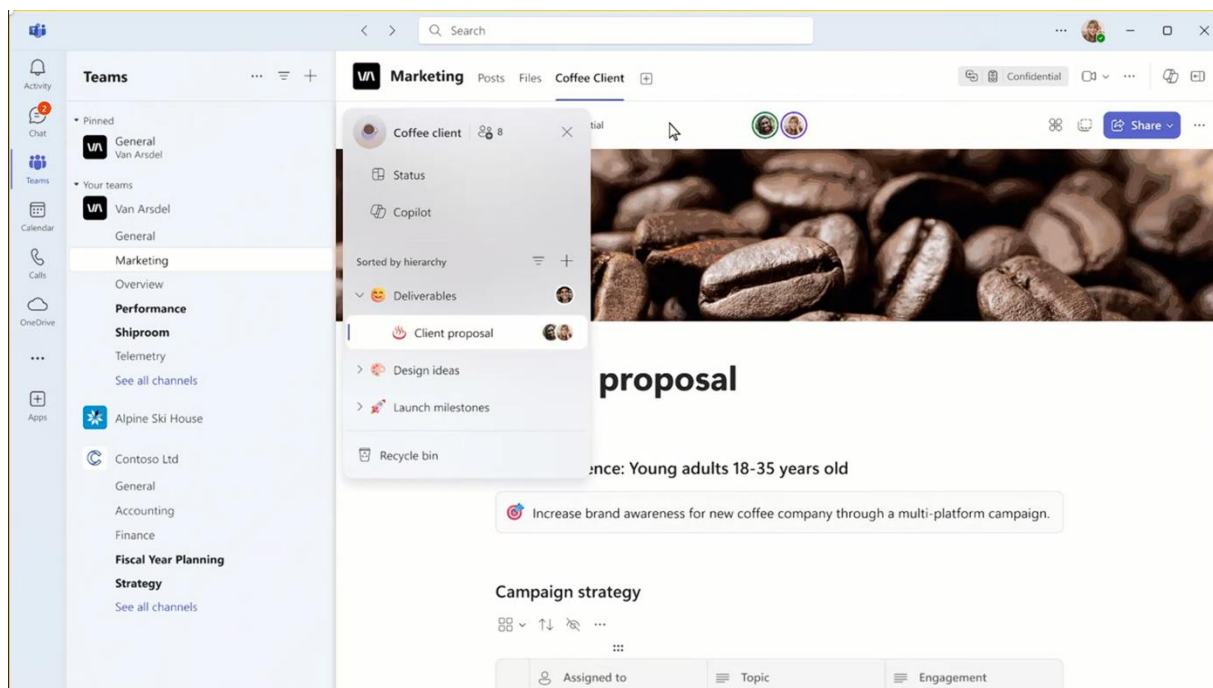 Search
Activity
Chat
2
Teams
Calendar
Calls
OneDrive
Apps
Teams
Pinned
General
Van Arsdel
Your teams
Van Arsdel
General
Marketing
Overview
Performance
Shiproom
Telemetry
See all channels
Alpine Ski House
Contoso Ltd
General
Accounting
Finance
Fiscal Year Planning
Strategy
See all channels
Marketing Posts Files Coffee Client
Confidential
Coffee client 8
tial
Share
Status
Copilot
Sorted by hierarchy
Deliverables
Client proposal
Design ideas
Launch milestones
Recycle bin
proposal
ence: Young adults 18-35 years old
Increase brand awareness for new coffee company through a multi-platform campaign.
Campaign strategy
Assigned to Topic Engagement